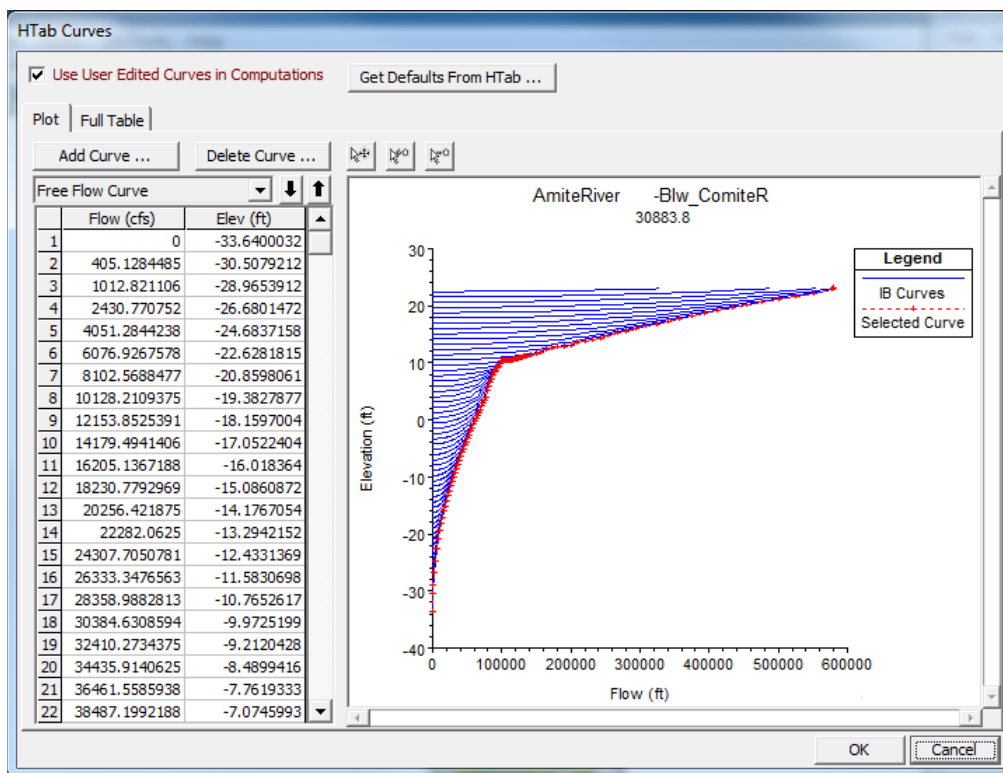 HTab Curves
Use User Edited Curves in Computations
Get Defaults From HTab ...
Plot
Full Table
Add Curve ...
Delete Curve ...
Free Flow Curve
Flow (cfs) Elev (ft)
1 0 -33.6400032
2 405.1284485 -30.5079212
3 1012.821106 -28.9653912
4 2430.770752 -26.6801472
5 4051.2844238 -24.6837158
6 6076.9267578 -22.6281815
7 8102.5688477 -20.8598061
8 10128.2109375 -19.3827877
9 12153.8525391 -18.1597004
10 14179.4941406 -17.0522404
11 16205.1367188 -16.018364
12 18230.7792969 -15.0860872
13 20256.421875 -14.1767054
14 22282.0625 -13.2942152
15 24307.7050781 -12.4331369
16 26333.3476563 -11.5830698
17 28358.9882813 -10.7652617
18 30384.6308594 -9.9725199
19 32410.2734375 -9.2120428
20 34435.9140625 -8.4899416
21 36461.5585938 -7.7619333
22 38487.1992188 -7.0745993
AmiteRiver -Blw_ComiteR
30883.8
Elevation (ft)
30
20
10
0
-10
-20
-30
-40
0 100000 200000 300000 400000 500000 600000
Flow (ft)
Legend
IB Curves
Selected Curve
OK
Cancel